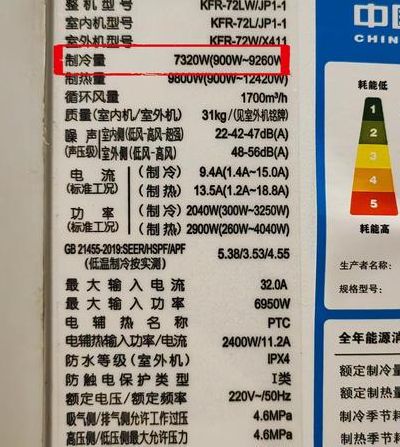 整机型号 KFR-72LW/JP1-1
室内机型号 KFR-72L/JP1-1
室外机型号 KFR-72W/X411
制冷量 7320W(900W~9260W
制热量 9800W(900W~12420W)
循环风量 1700m³/h
质量(室内机/室外机) 31kg/(见室外机铭牌)
噪声 室内侧(低风-高风-超强) 22-42-47dB(A)
(声压级) 室外侧(低风-高风) 48-56dB(A)
电流 (制冷) 9.4A(1.4A~15.0A)
(标准工况) (制热) 13.5A(1.2A~18.8A)
功率 (制冷) 2040W(300W~3250W)
(标准工况) (制热) 2900W(260W~4040W)
GB 21455-2019:SEER/HSPF/APF 5.38/3.53/4.55
(低温制冷按实测)
最大输入电流 32.0A
最大输入功率 6950W
电辅热名称 PTC
电辅热输入功率/电流 2400W/11.2A
防水等级(室外机) IPX4
防触电保护类型 I类
额定电压/额定频率 220V~/50Hz
吸气侧/排气侧允许工作过压 4.6MPa
高压侧/低压侧最大允许压力 4.6MPa
中国
CHIN
耗能低
1
2
3
4
5
耗能高
生产者名称:
规格型号:
全年能源消
额定制冷量
额定制热量
制冷季节耗
制热季节耗